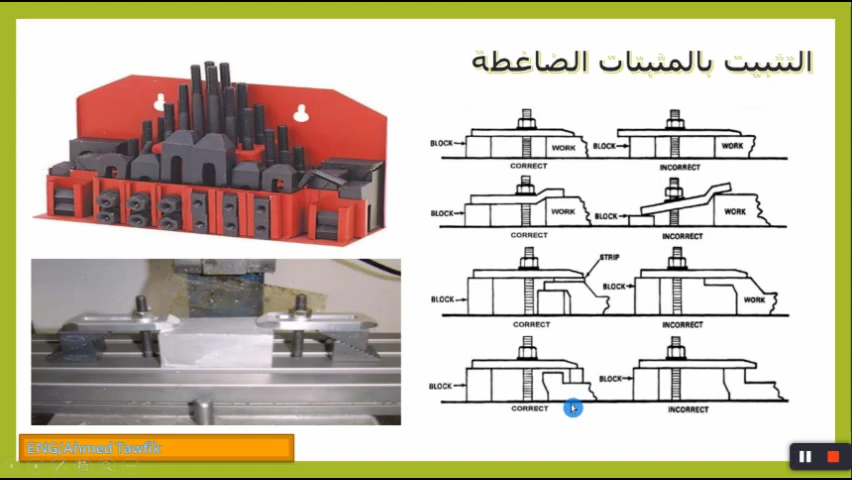 التثبيت بالمثبتات الضاغطة
BLOCK WORK BLOCK WORK
CORRECT INCORRECT
BLOCK WORK BLOCK WORK
CORRECT INCORRECT
STRIP
BLOCK BLOCK WORK
CORRECT INCORRECT
BLOCK BLOCK
CORRECT INCORRECT
ENG/Ahmed Tawfik